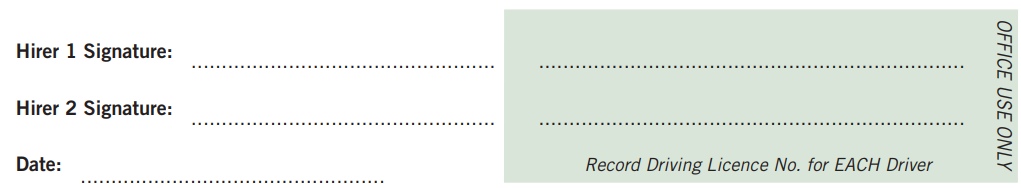 Hirer 1 Signature: ................................................. ....................................................................
Hirer 2 Signature: ................................................. ....................................................................
Date: .................................................
Record Driving Licence No. for EACH Driver
OFFICE USE ONLY